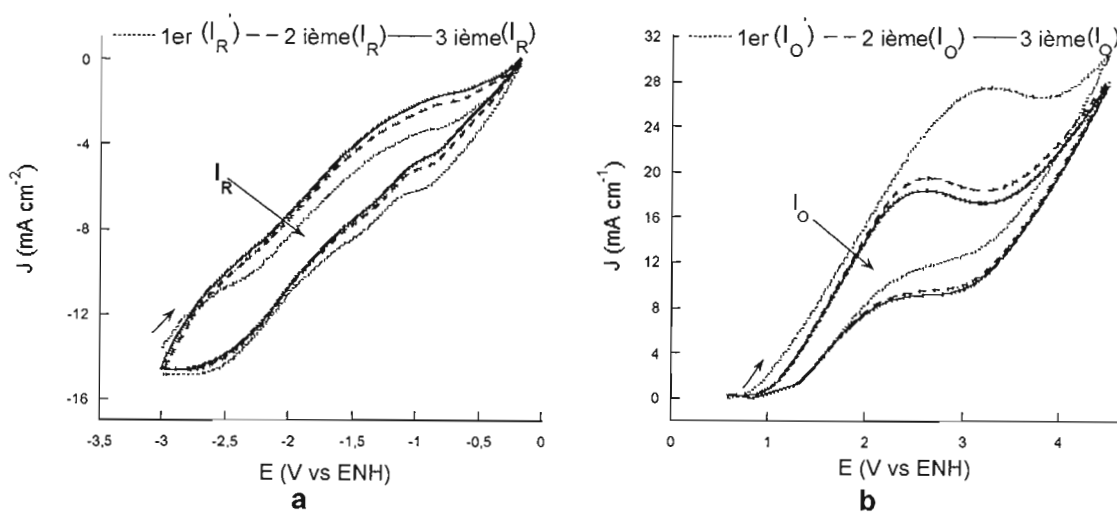 1er (I'R) 2 ième(IR) 3 ième(IR)
0
-4
-8
-12
-16
J (mA cm-2)
IR
-3,5 -3 -2,5 -2 -1,5 -1 -0,5 0
E (V vs ENH)
a
1er (I'O) 2 ième(IO) 3 ième(IO)
32
28
24
20
16
12
8
4
0
J (mA cm-1)
IO
0 1 2 3 4
E (V vs ENH)
b